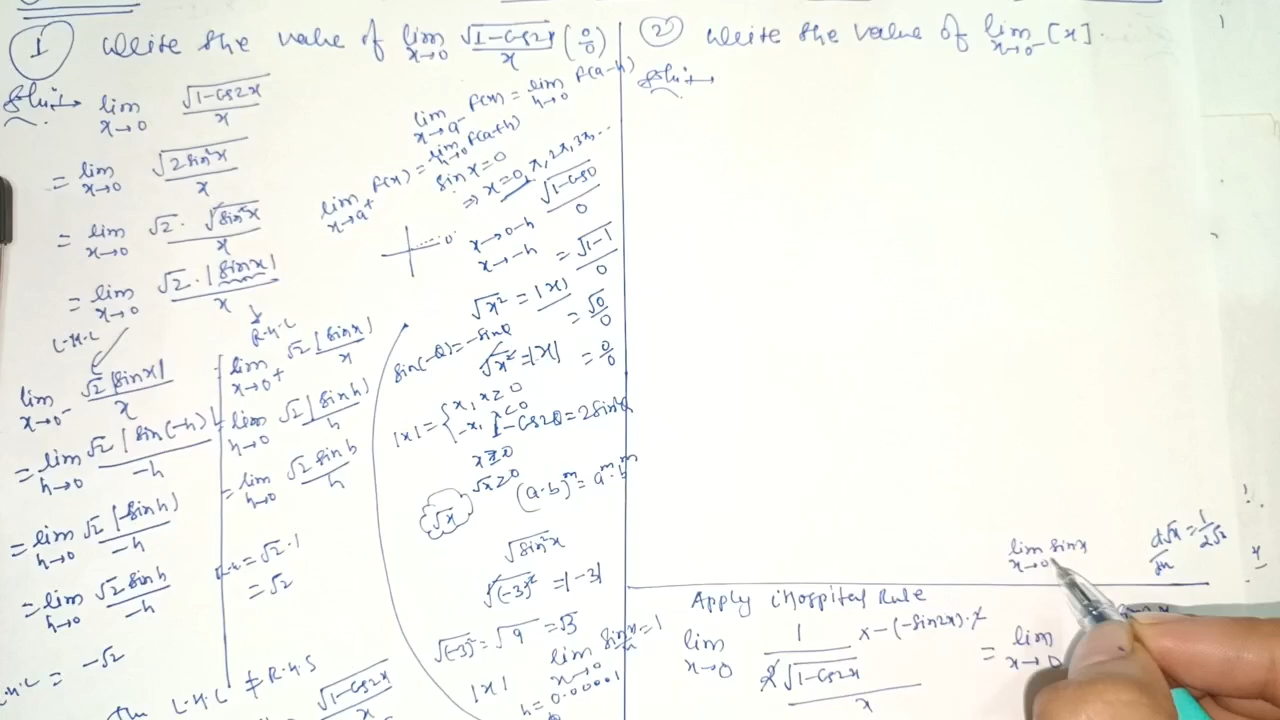 1 Write the value of lim x→0 √1-cos2x / x (0/0)
Soln:→ lim x→0 √1-cos2x / x
= lim x→0 √2sin²x / x
= lim x→0 √2 · √sin²x / x
= lim x→0 √2 · |sinx| / x
L.H.L
R.H.L
lim x→0⁻ √2 |sinx| / x
= lim h→0 √2 |sin(-h)| / -h
= lim h→0 √2 |-sinh| / -h
= lim h→0 √2 sinh / -h
L.H.L = -√2
lim x→0+ √2 |sinx| / x
= lim h→0 √2 |sinh| / h
= lim h→0 √2 sinh / h
= √2 · 1
= √2
L.H.L ≠ R.H.S
√1-cos2x / x
lim x→a⁻ f(x) = lim h→0 f(a-h)
lim x→a⁺ f(x) = lim h→0 f(a+h)
sinx = 0
⇒ x = 0, π, 2π, 3π, ...
√1-cos0 / 0
x→0-h
x→-h
= √1-1 / 0
= √0 / 0
= 0/0
√x² = |x|
sin(-θ) = -sinθ
√x² = |x|
|x| = { x, x≥0
-x, x<0
1-cos2θ = 2sin²θ
x≥0
√x≥0
(a·b)^m = a^m · b^m
√x
√sin²x
√(-3)² = |-3|
√(-3)² = √9 = √3
|x|
lim x→0 sinx / x = 1
h = 0.00001
2 Write the value of lim x→0⁻ [x].
Soln:→
lim x→0 sinx
d√x = 1 / 2√x
Apply L'Hospital Rule
lim x→0 1 / 2√1-cos2x x-(-sin2x)·2 / x
= lim x→0